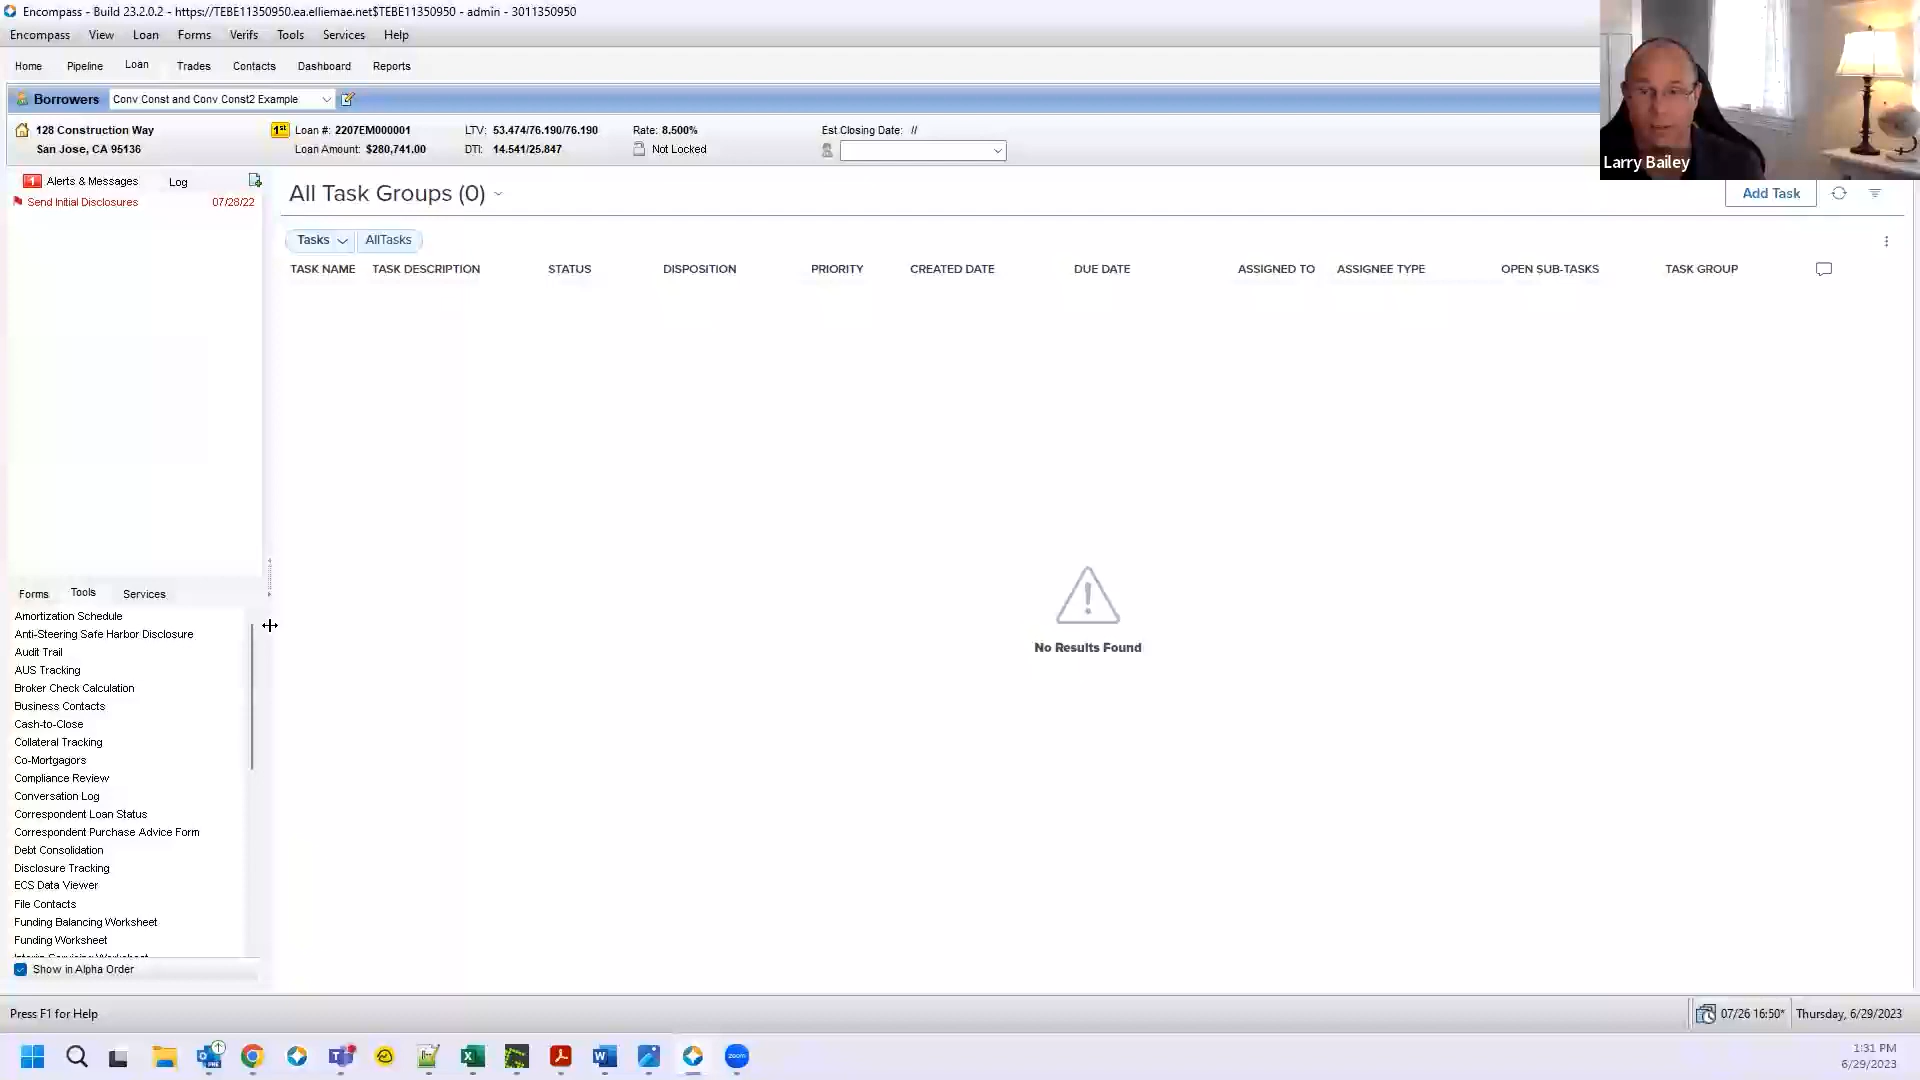 Encompass - Build 23.2.0.2 - https://TEBE11350950.ea.elliemae.net$TEBE11350950 - admin - 3011350950
Encompass View Loan Forms Verifs Tools Services Help
Home Pipeline Loan Trades Contacts Dashboard Reports
Borrowers Conv Const and Conv Const2 Example
128 Construction Way 1st Loan #: 2207EM000001 LTV: 53.474/76.190/76.190 Rate: 8.500% Est Closing Date: //
San Jose, CA 95136 Loan Amount: $280,741.00 DTI: 14.541/25.847 Not Locked
Larry Bailey
1 Alerts & Messages Log
Send Initial Disclosures 07/28/22
All Task Groups (0)
Add Task
Tasks AllTasks
TASK NAME TASK DESCRIPTION STATUS DISPOSITION PRIORITY CREATED DATE DUE DATE ASSIGNED TO ASSIGNEE TYPE OPEN SUB-TASKS TASK GROUP
No Results Found
Forms Tools Services
Amortization Schedule
Anti-Steering Safe Harbor Disclosure
Audit Trail
AUS Tracking
Broker Check Calculation
Business Contacts
Cash-to-Close
Collateral Tracking
Co-Mortgagors
Compliance Review
Conversation Log
Correspondent Loan Status
Correspondent Purchase Advice Form
Debt Consolidation
Disclosure Tracking
ECS Data Viewer
File Contacts
Funding Balancing Worksheet
Funding Worksheet
Interim Servicing Worksheet
Show in Alpha Order
Press F1 for Help 07/26 16:50* Thursday, 6/29/2023
zoom
1:31 PM
6/29/2023